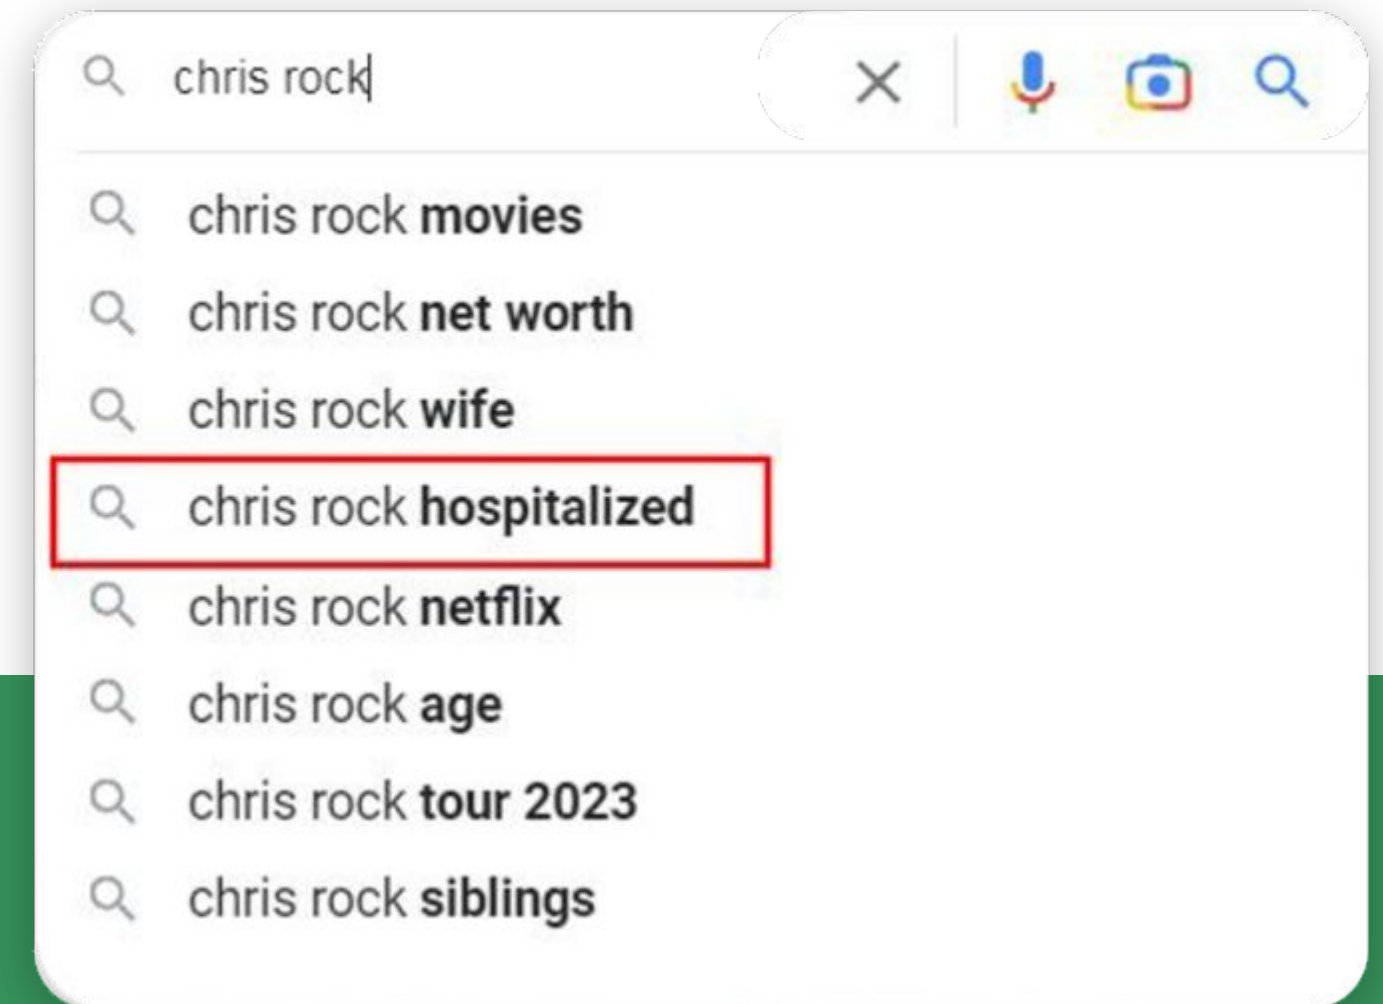 chris rock
chris rock movies
chris rock net worth
chris rock wife
chris rock hospitalized
chris rock netflix
chris rock age
chris rock tour 2023
chris rock siblings